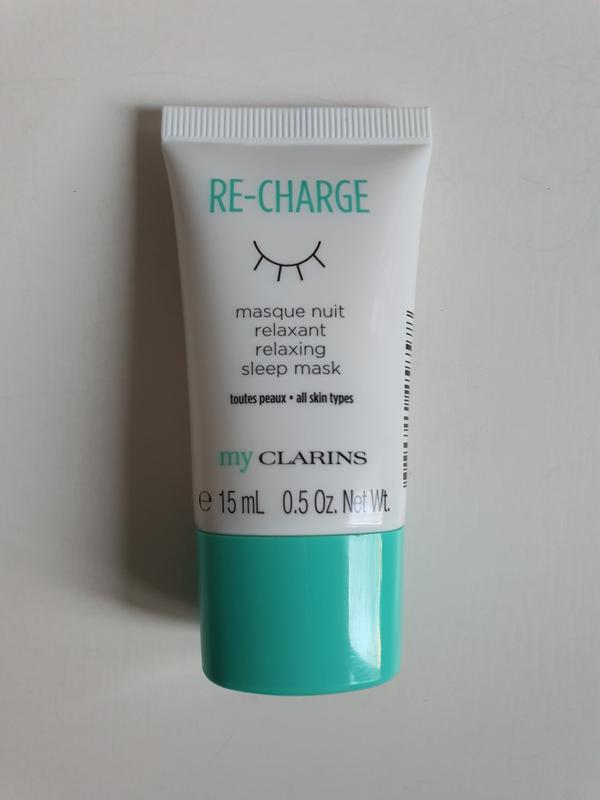 RE-CHARGE
masque nuit
relaxant
relaxing
sleep mask
toutes peaux • all skin types
my CLARINS
℮ 15 mL 0.5 Oz. Net Wt.